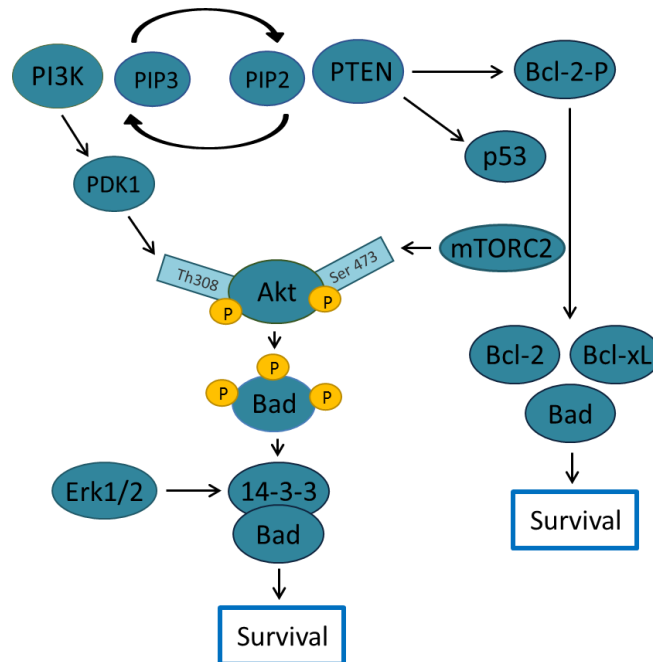 PI3K
PIP3
PIP2
PTEN
Bcl-2-P
p53
PDK1
mTORC2
Th308
Ser 473
Akt
P
P
P
P
P
Bad
Bcl-2
Bcl-xL
Bad
Erk1/2
14-3-3
Bad
Survival
Survival